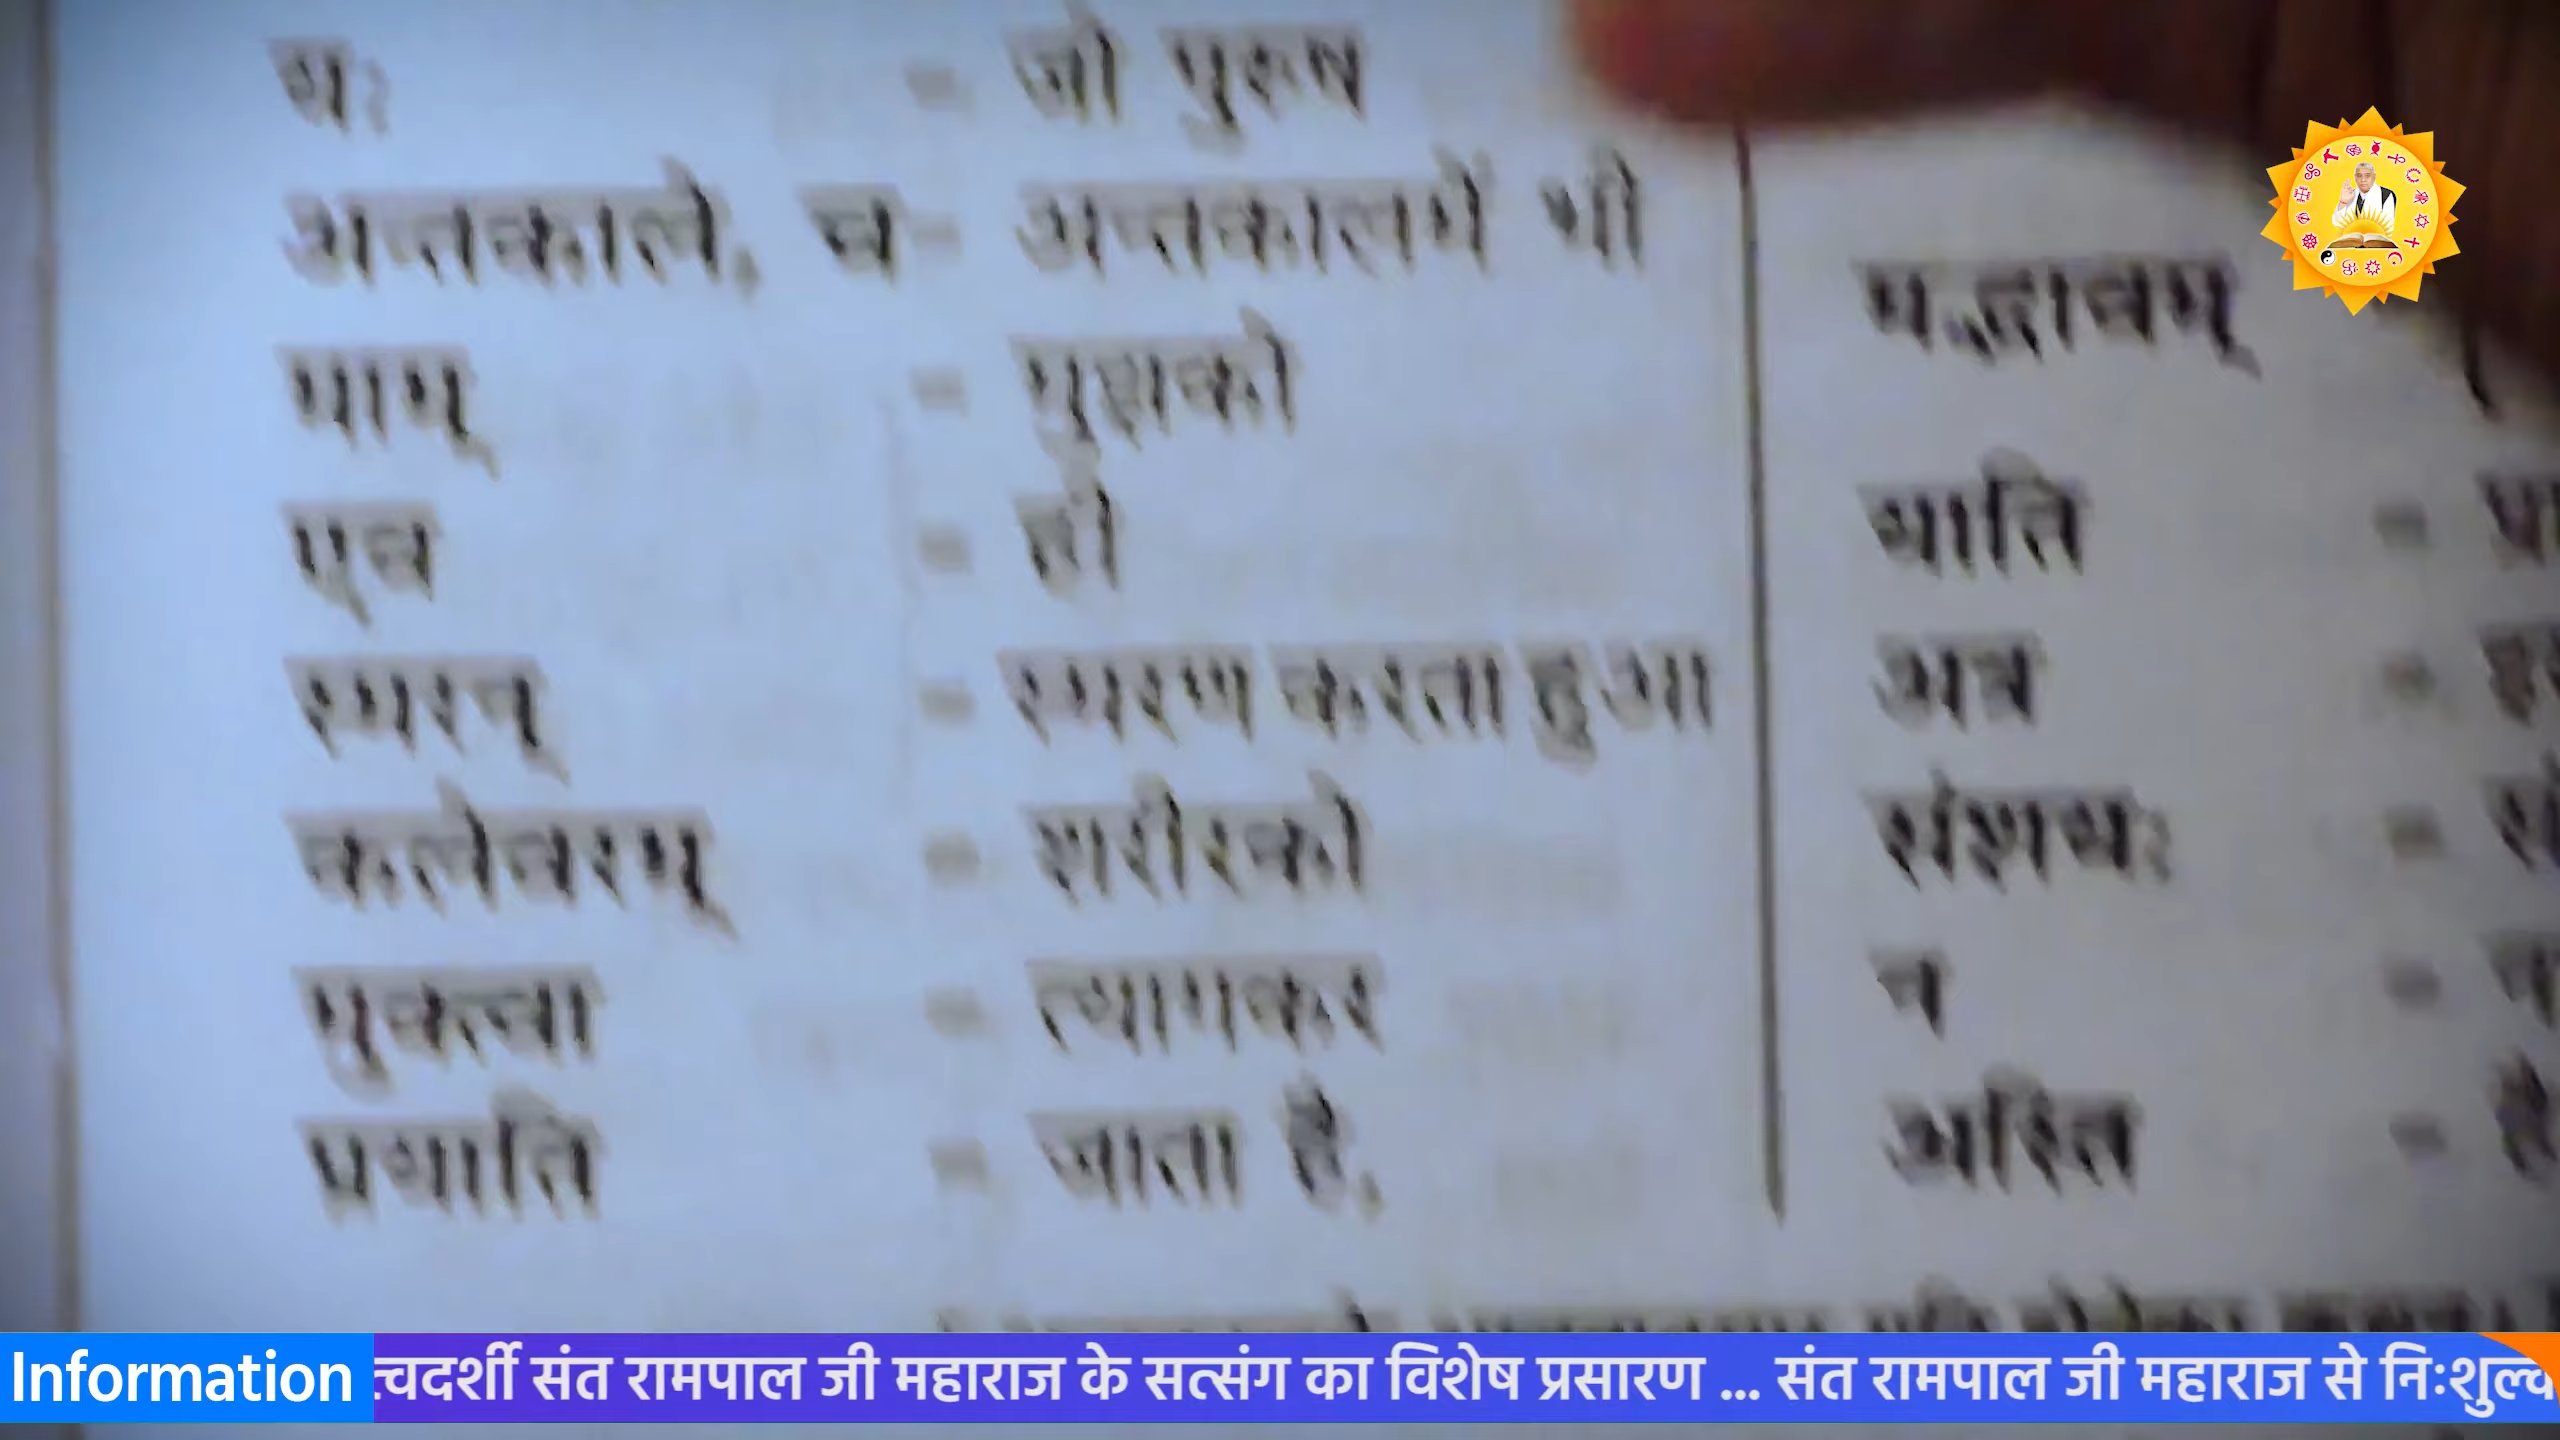 यः = जो पुरुष
अन्तकाले, च = अन्तकालमें भी
माम् = मुझको
एव = ही
स्मरन् = स्मरण करता हुआ
कलेवरम् = शरीरको
मुक्त्वा = त्यागकर
प्रयाति = जाता है,
मद्भावम्
याति =
अत्र =
संशयः =
न =
अस्ति =
Information
त्वदर्शी संत रामपाल जी महाराज के सत्संग का विशेष प्रसारण ... संत रामपाल जी महाराज से निःशुल्क